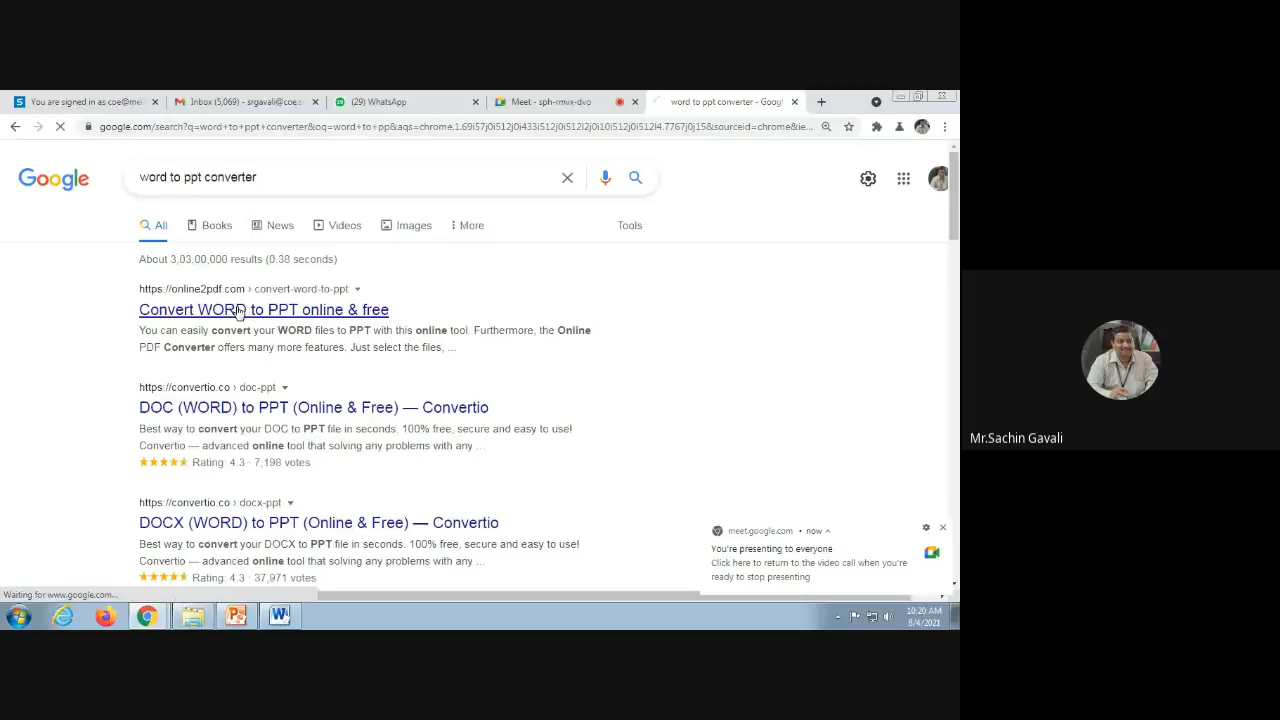 You are signed in as coe@mei
Inbox (5,069) - srgavali@coe.s
(29) WhatsApp
Meet - sph-rmvx-dvo
word to ppt converter - Goog
google.com/search?q=word+to+ppt+converter&oq=word+to+pp&aqs=chrome.1.69i57j0i512j0i433i512j0i512l2j0i10i512j0i512l4.7767j0j15&sourceid=chrome&ie...
Google
word to ppt converter
All
Books
News
Videos
Images
More
Tools
About 3,03,00,000 results (0.38 seconds)
https://online2pdf.com › convert-word-to-ppt
Convert WORD to PPT online & free
You can easily convert your WORD files to PPT with this online tool. Furthermore, the Online
PDF Converter offers many more features. Just select the files, ...
https://convertio.co › doc-ppt
DOC (WORD) to PPT (Online & Free) — Convertio
Best way to convert your DOC to PPT file in seconds. 100% free, secure and easy to use!
Convertio — advanced online tool that solving any problems with any ...
Rating: 4.3 · 7,198 votes
https://convertio.co › docx-ppt
DOCX (WORD) to PPT (Online & Free) — Convertio
Best way to convert your DOCX to PPT file in seconds. 100% free, secure and easy to use!
Convertio — advanced online tool that solving any problems with any ...
Rating: 4.3 · 37,971 votes
meet.google.com • now
You're presenting to everyone
Click here to return to the video call when you're
ready to stop presenting
Waiting for www.google.com...
10:20 AM
8/4/2021
Mr.Sachin Gavali